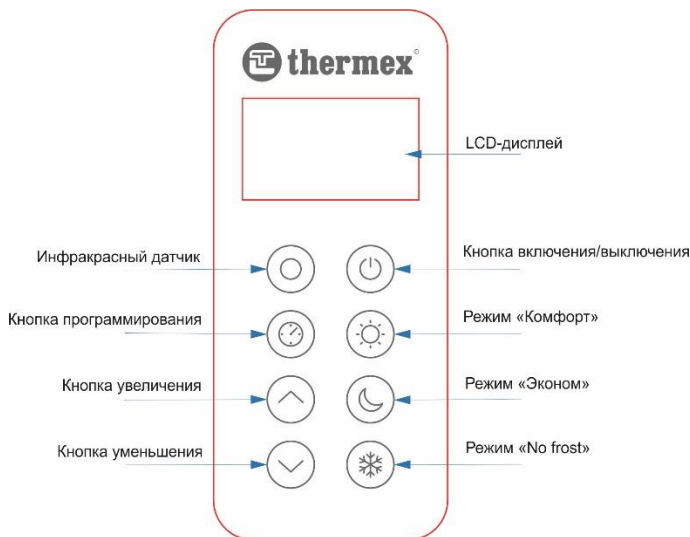 thermex
LCD-дисплей
Инфракрасный датчик
Кнопка включения/выключения
Кнопка программирования
Режим «Комфорт»
Кнопка увеличения
Режим «Эконом»
Кнопка уменьшения
Режим «No frost»